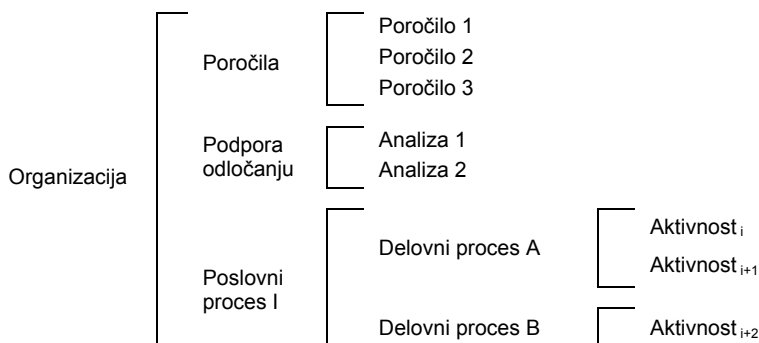 Organizacija
Poročila
Poročilo 1
Poročilo 2
Poročilo 3
Podpora
odločanju
Analiza 1
Analiza 2
Poslovni
proces I
Delovni proces A
Aktivnost i
Aktivnost i+1
Delovni proces B
Aktivnost i+2